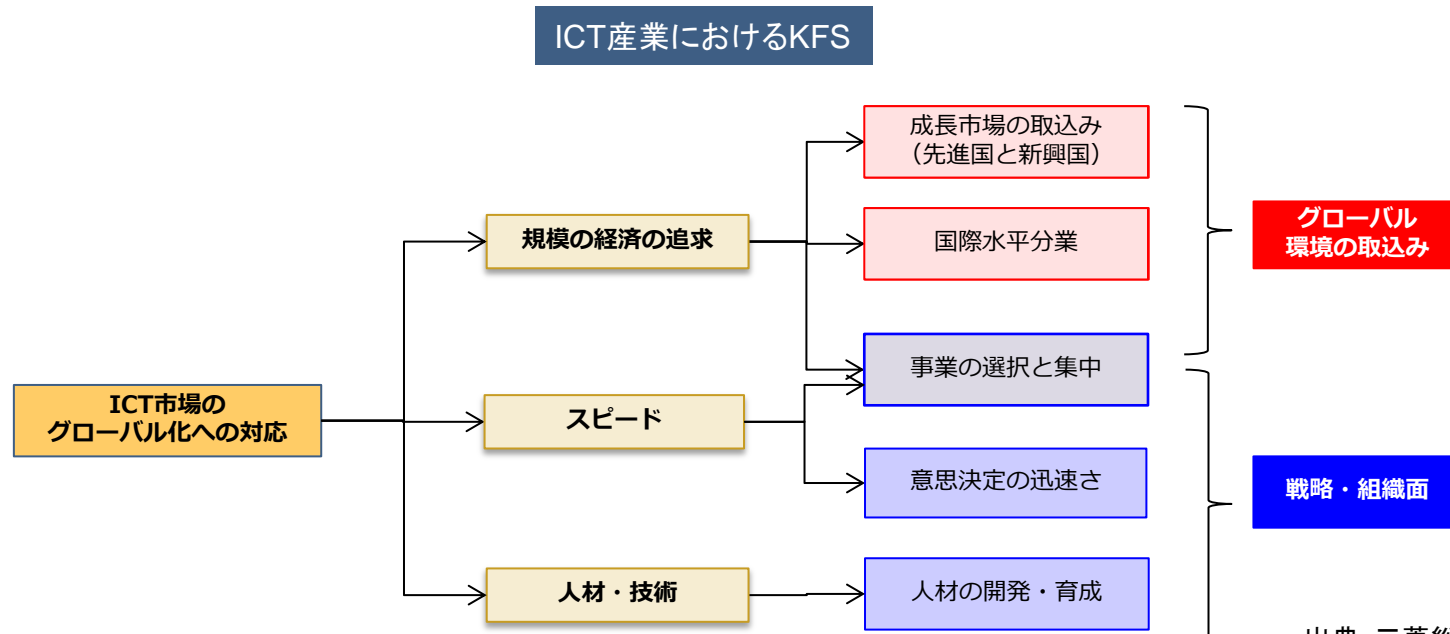 ICT産業におけるKFS
成長市場の取込み
（先進国と新興国）
規模の経済の追求
国際水平分業
グローバル
環境の取込み
事業の選択と集中
ICT市場の
グローバル化への対応
スピード
意思決定の迅速さ
戦略・組織面
人材・技術
人材の開発・育成